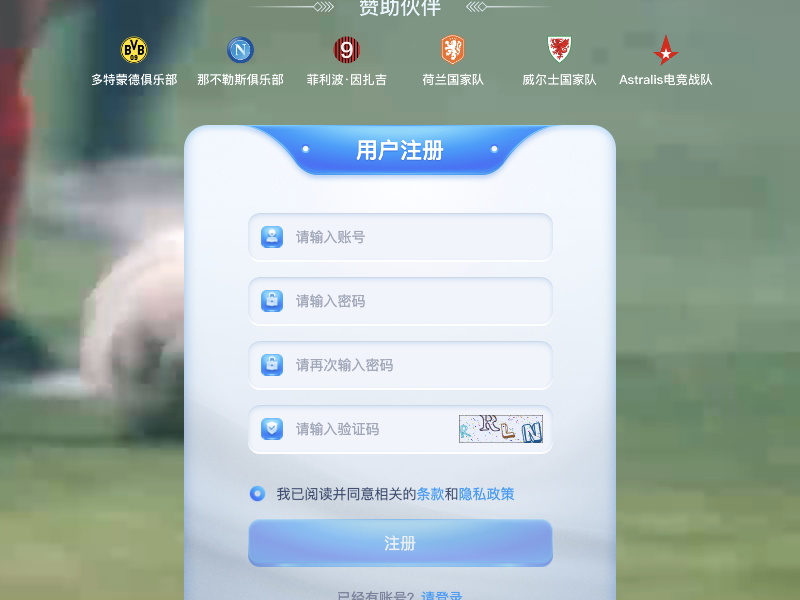 赞助伙伴
多特蒙德俱乐部 那不勒斯俱乐部 菲利波·因扎吉 荷兰国家队 威尔士国家队 Astralis电竞战队
用户注册
请输入账号
请输入密码
请再次输入密码
请输入验证码 RRLN
我已阅读并同意相关的条款和隐私政策
注册
已经有账号？请登录